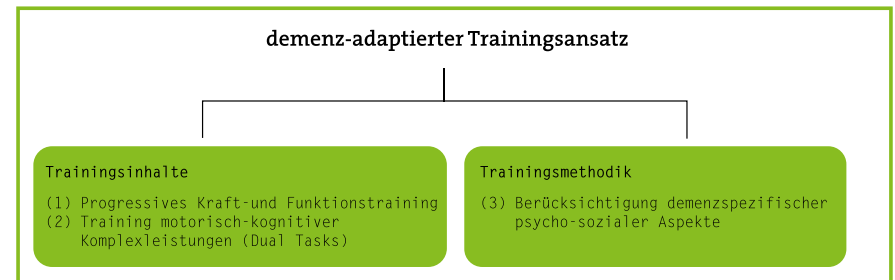 demenz-adaptierter Trainingsansatz
Trainingsinhalte
(1) Progressives Kraft-und Funktionstraining
(2) Training motorisch-kognitiver
Komplexleistungen (Dual Tasks)
Trainingsmethodik
(3) Berücksichtigung demenzspezifischer
psycho-sozialer Aspekte